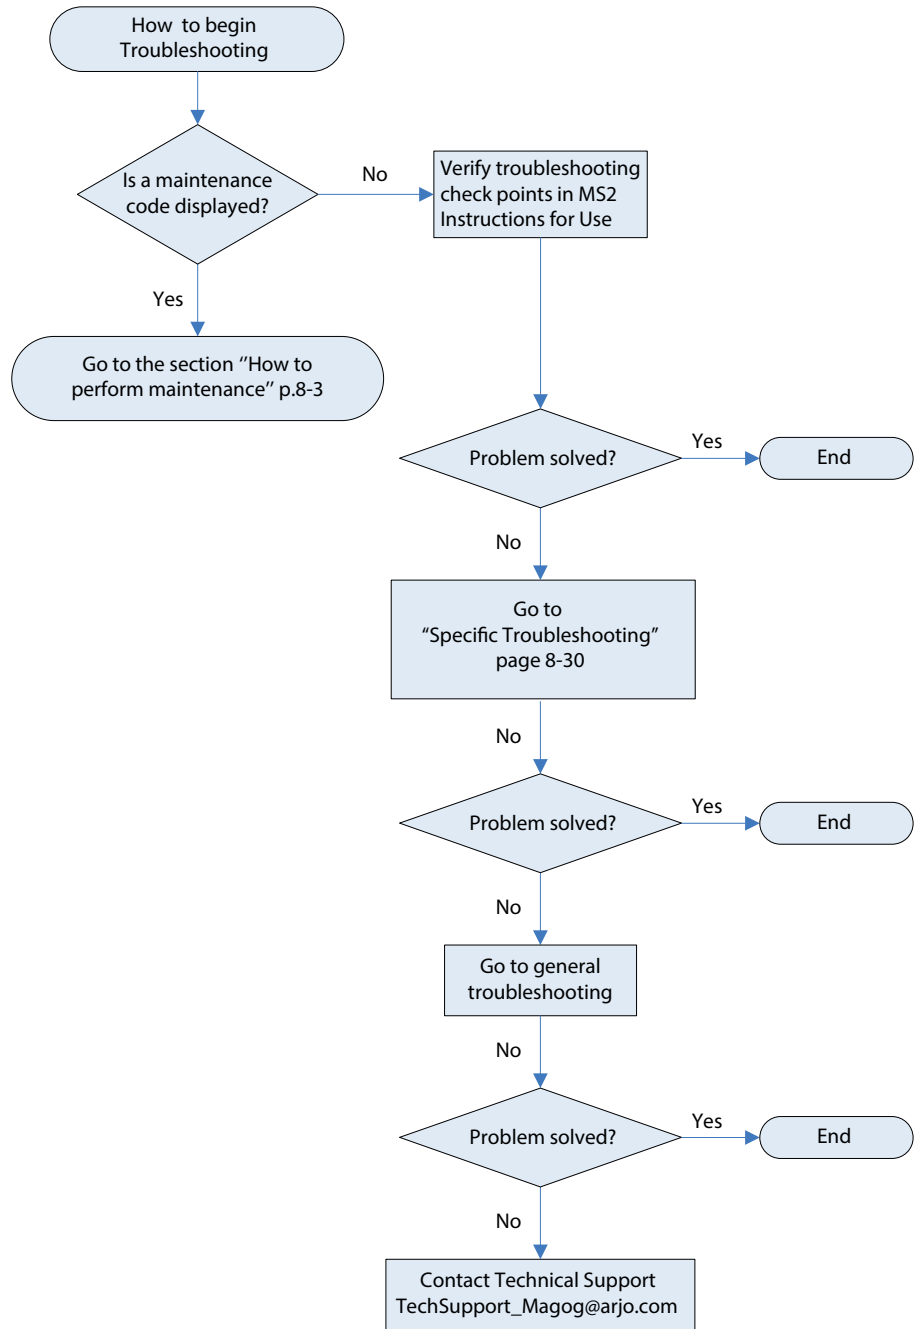 How to begin
Troubleshooting
Is a maintenance
code displayed?
No
Verify troubleshooting
check points in MS2
Instructions for Use
Yes
Go to the section “How to
perform maintenance” p.8-3
Problem solved?
Yes
End
No
Go to
“Specific Troubleshooting”
page 8-30
No
Problem solved?
Yes
End
No
Go to general
troubleshooting
No
Problem solved?
Yes
End
No
Contact Technical Support
TechSupport_Magog@arjo.com